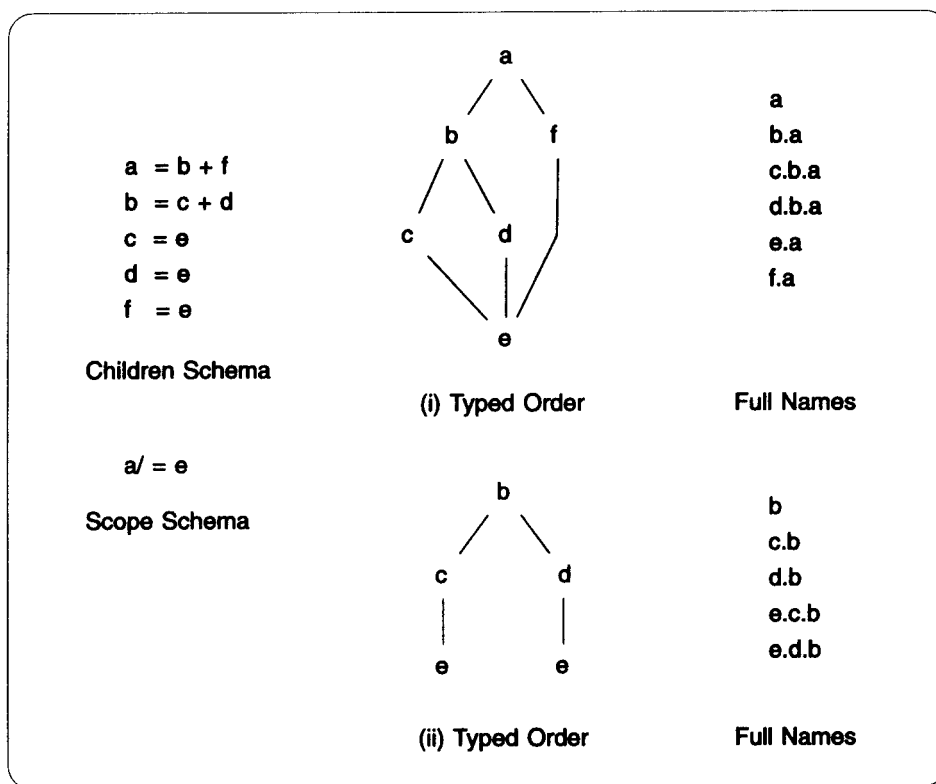 a = b + f
b = c + d
c = e
d = e
f = e
Children Schema
a/ = e
Scope Schema
a
b f
c d
e
(i) Typed Order
a
b.a
c.b.a
d.b.a
e.a
f.a
Full Names
b
c d
e e
(ii) Typed Order
b
c.b
d.b
e.c.b
e.d.b
Full Names